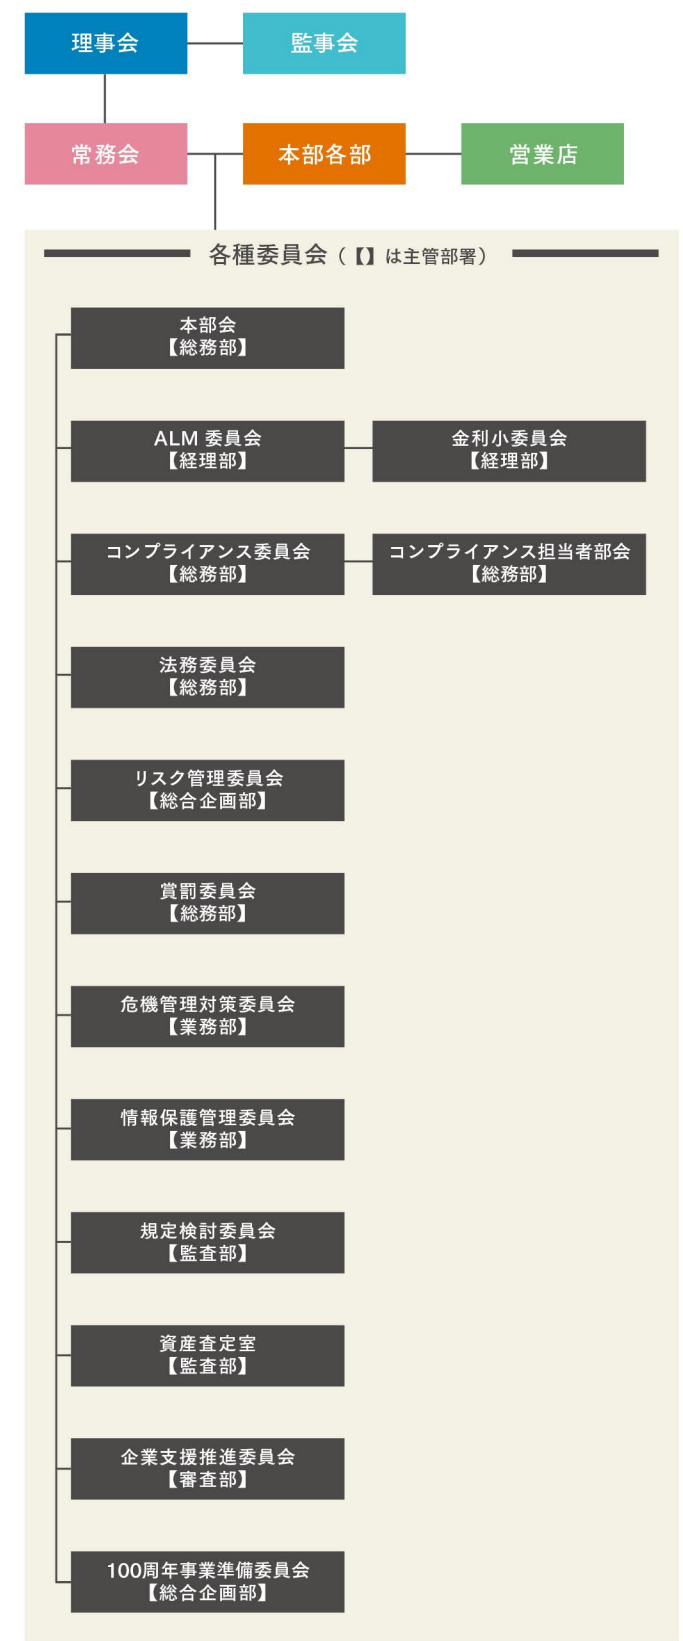 理事会
監事会
常務会
本部各部
営業店
各種委員会（【】は主管部署）
本部会
【総務部】
ALM 委員会
【経理部】
金利小委員会
【経理部】
コンプライアンス委員会
【総務部】
コンプライアンス担当者部会
【総務部】
法務委員会
【総務部】
リスク管理委員会
【総合企画部】
賞罰委員会
【総務部】
危機管理対策委員会
【業務部】
情報保護管理委員会
【業務部】
規定検討委員会
【監査部】
資産査定室
【監査部】
企業支援推進委員会
【審査部】
100周年事業準備委員会
【総合企画部】